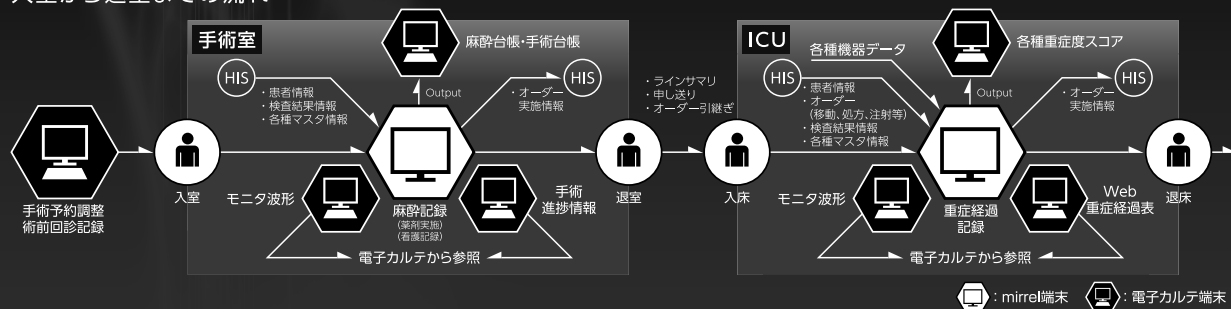 手術室
麻酔台帳・手術台帳
HIS
・患者情報
・検査結果情報
・各種マスタ情報
Output
HIS
・オーダー
実施情報
・ラインサマリ
・申し送り
・オーダー引継ぎ
手術予約調整
術前回診記録
入室
モニタ波形
麻酔記録
(薬剤実施)
(看護記録)
手術
進捗情報
退室
電子カルテから参照
ICU
各種機器データ
各種重症度スコア
HIS
・患者情報
・オーダー
(移動、処方、注射等)
・検査結果情報
・各種マスタ情報
Output
HIS
・オーダー
実施情報
入床
モニタ波形
重症経過
記録
Web
重症経過表
退床
電子カルテから参照
：mirrel端末
：電子カルテ端末